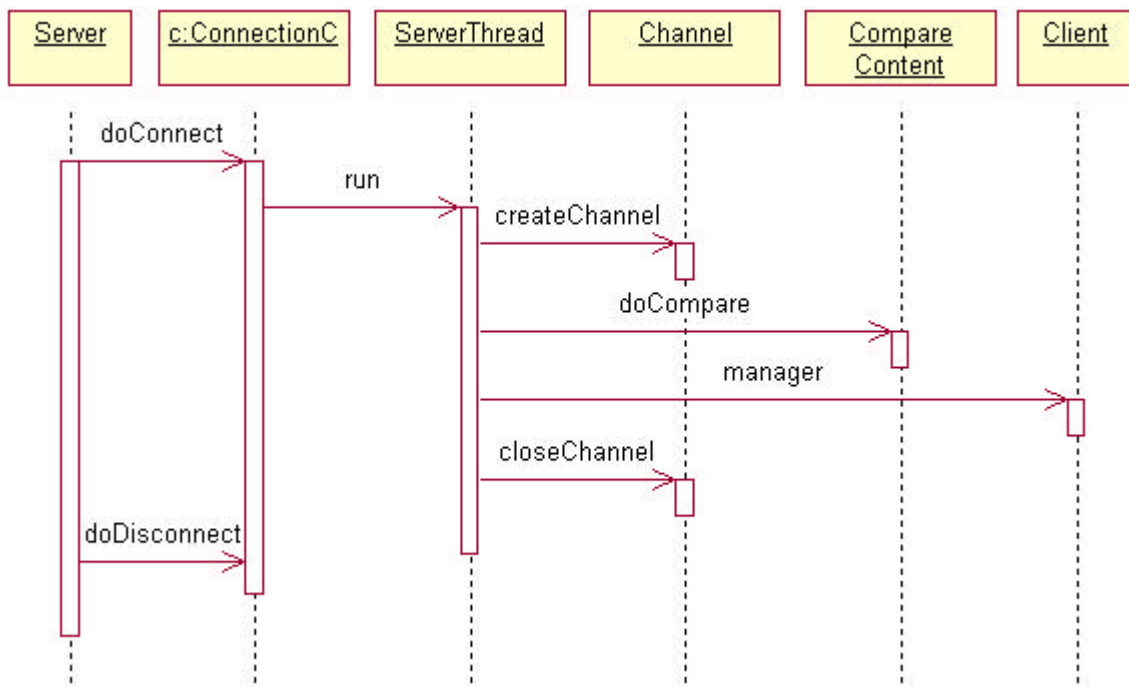 Server
c:ConnectionC
ServerThread
Channel
Compare
Content
Client
doConnect
run
createChannel
doCompare
manager
closeChannel
doDisconnect